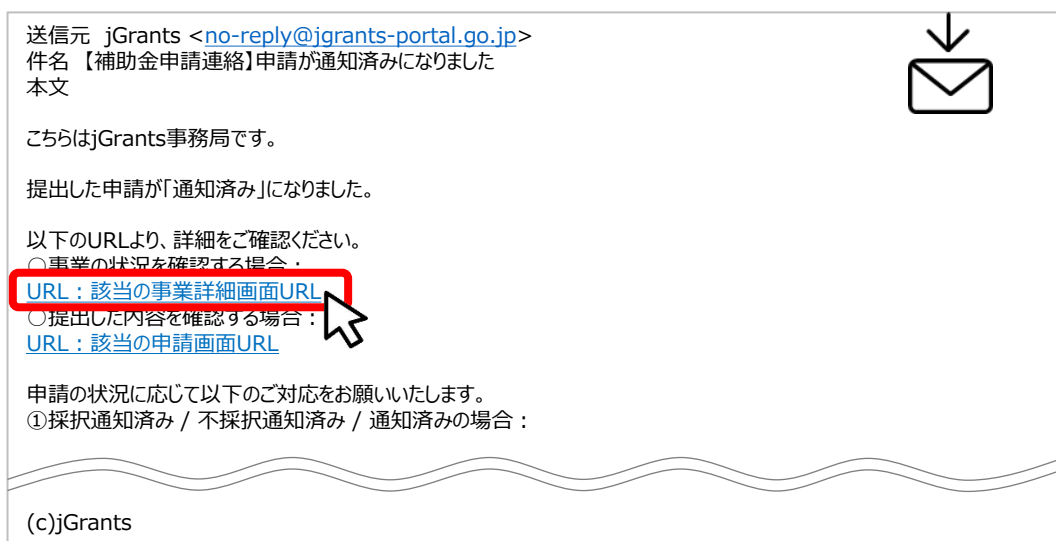 送信元 jGrants <no-reply@jgrants-portal.go.jp>
件名 【補助金申請連絡】申請が通知済みになりました
本文
こちらはjGrants事務局です。
提出した申請が「通知済み」になりました。
以下のURLより、詳細をご確認ください。
○事業の状況を確認する場合：
URL：該当の事業詳細画面URL
○提出した内容を確認する場合：
URL：該当の申請画面URL
申請の状況に応じて以下のご対応をお願いいたします。
①採択通知済み / 不採択通知済み / 通知済みの場合：
(c)jGrants